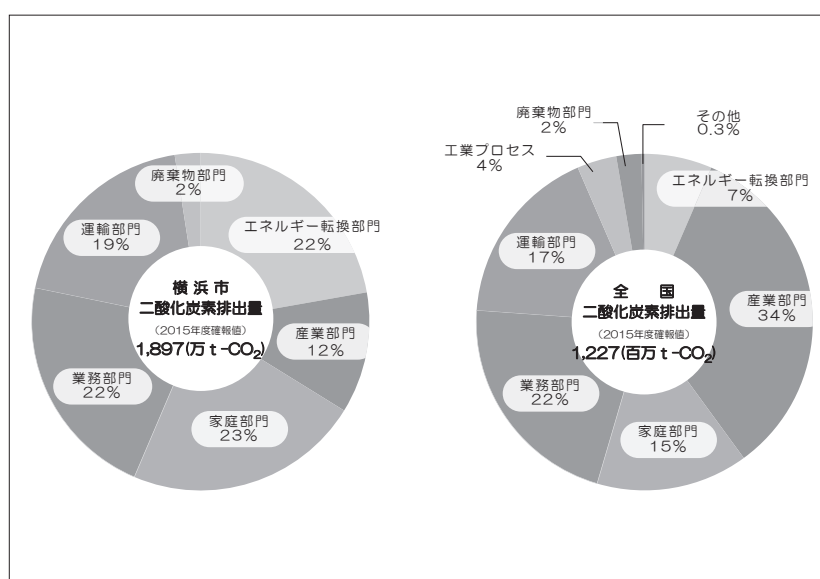 廃棄物部門
2%
エネルギー転換部門
22%
運輸部門
19%
横浜市
二酸化炭素排出量
(2015年度確報値)
1,897(万t-CO₂)
産業部門
12%
業務部門
22%
家庭部門
23%
廃棄物部門
2%
その他
0.3%
工業プロセス
4%
エネルギー転換部門
7%
運輸部門
17%
全国
二酸化炭素排出量
(2015年度確報値)
1,227(百万t-CO₂)
産業部門
34%
業務部門
22%
家庭部門
15%